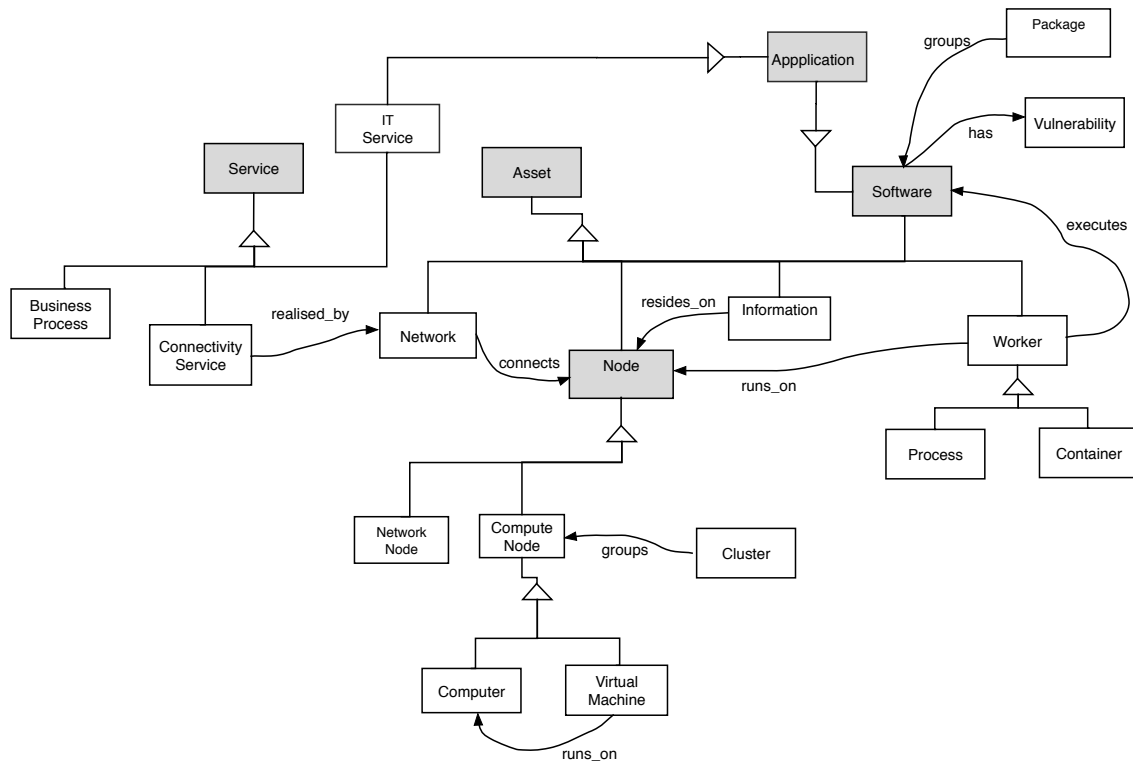 Package
groups
Appplication
IT
Service
has
Vulnerability
Service
Asset
Software
executes
Business
Process
realised_by
resides_on
Information
Connectivity
Service
Network
Worker
connects
Node
runs_on
Process
Container
Network
Node
Compute
Node
groups
Cluster
Computer
Virtual
Machine
runs_on